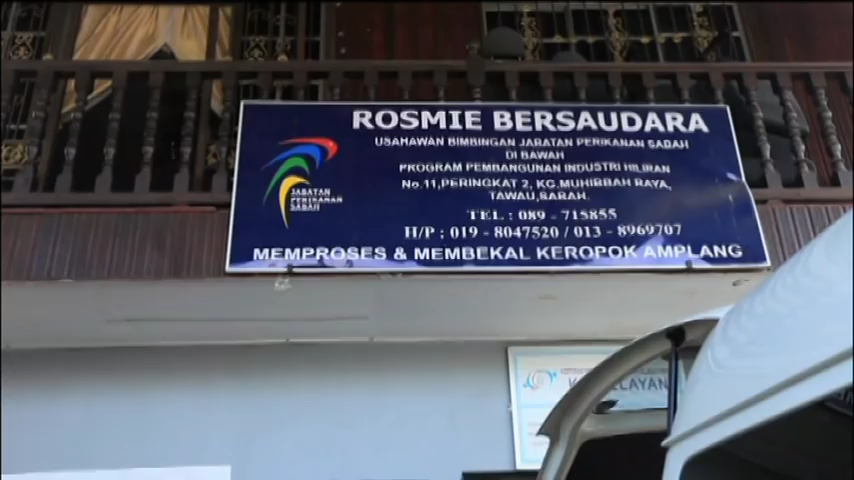 ROSMIE BERSAUDARA
USAHAWAN BIMBINGAN JABATAN PERIKANAN SABAH
DI BAWAH
PROGRAM PEMBANGUNAN INDUSTRI HILIRAN
No.11, PERINGKAT 2, KG.MUHIBBAH RAYA,
TAWAU, SABAH.
TEL : 089 - 715855
H/P : 019 - 8047520 / 013 - 8969707
MEMPROSES & MEMBEKAL KEROPOK AMPLANG
JABATAN
PERIKANAN
SABAH